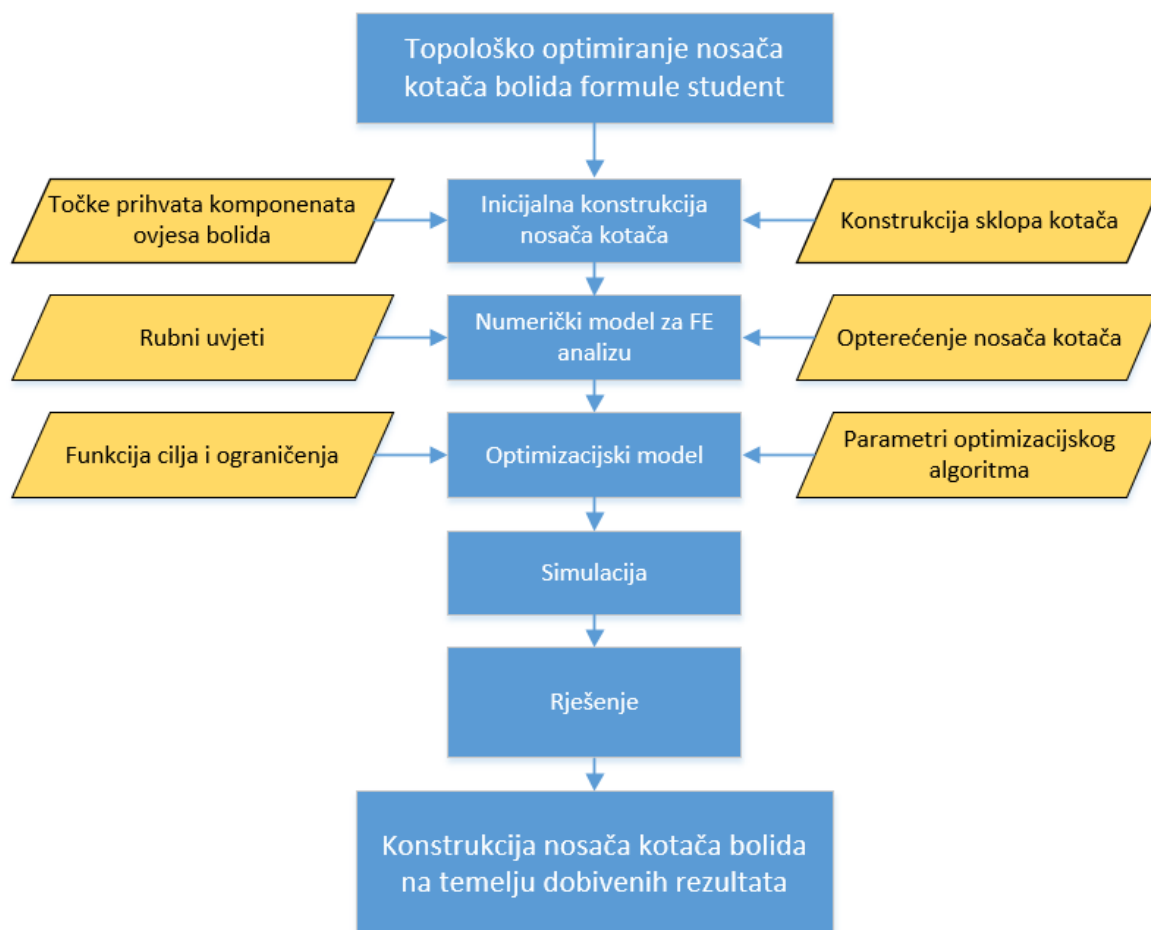 Topološko optimiranje nosača
kotača bolida formule student
Točke prihvata komponenata
ovjesa bolida
Inicijalna konstrukcija
nosača kotača
Konstrukcija sklopa kotača
Rubni uvjeti
Numerički model za FE
analizu
Opterećenje nosača kotača
Funkcija cilja i ograničenja
Optimizacijski model
Parametri optimizacijskog
algoritma
Simulacija
Rješenje
Konstrukcija nosača kotača bolida
na temelju dobivenih rezultata